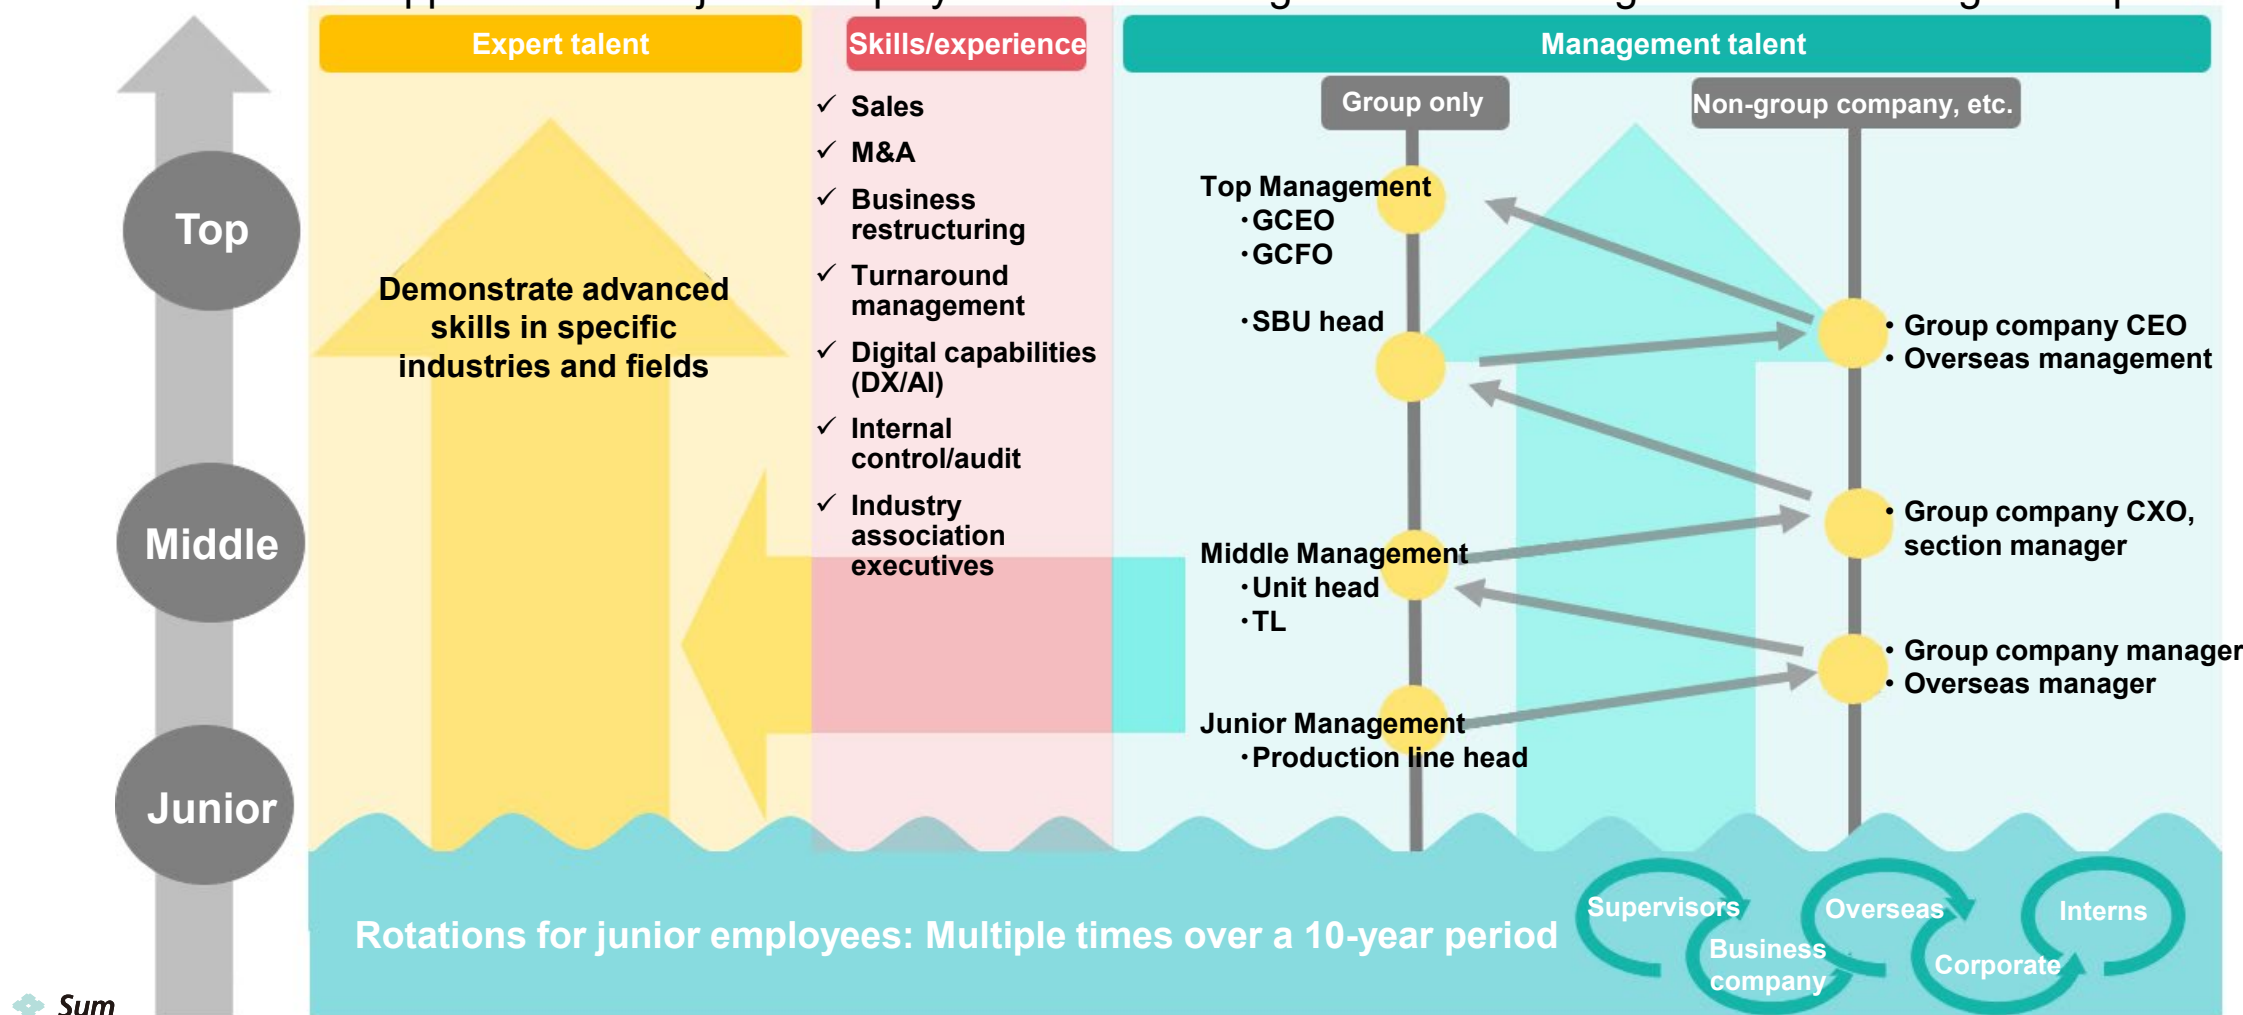 Expert talent
Skills/experience
Management talent
Group only
Non-group company, etc.
Top
Middle
Junior
Demonstrate advanced
skills in specific
industries and fields
✓ Sales
✓ M&A
✓ Business
restructuring
✓ Turnaround
management
✓ Digital capabilities
(DX/AI)
✓ Internal
control/audit
✓ Industry
association
executives
Top Management
・GCEO
・GCFO
・SBU head
Middle Management
・Unit head
・TL
Junior Management
・Production line head
• Group company CEO
• Overseas management
• Group company CXO,
section manager
• Group company manager
• Overseas manager
Rotations for junior employees: Multiple times over a 10-year period
Supervisors
Business
company
Overseas
Corporate
Interns
Sum